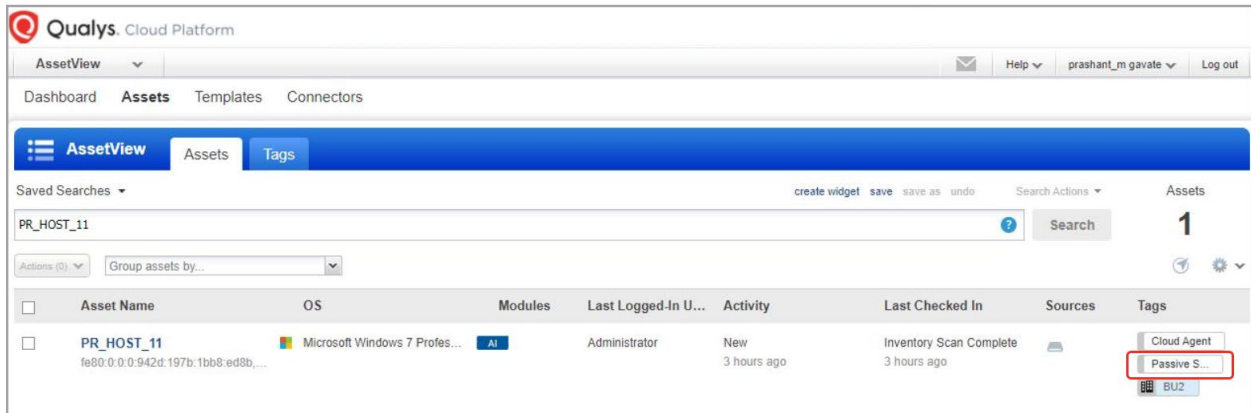 Qualys. Cloud Platform
AssetView Help prashant_m gavate Log out
Dashboard Assets Templates Connectors
AssetView Assets Tags
Saved Searches create widget save save as undo Search Actions Assets
PR_HOST_11 ? Search 1
Actions (0) Group assets by...
Asset Name OS Modules Last Logged-In U... Activity Last Checked In Sources Tags
PR_HOST_11 Microsoft Windows 7 Profes... AI Administrator New Inventory Scan Complete Cloud Agent
fe80:0:0:0:942d:197b:1bb8:ed8b,... 3 hours ago 3 hours ago Passive S...
BU2